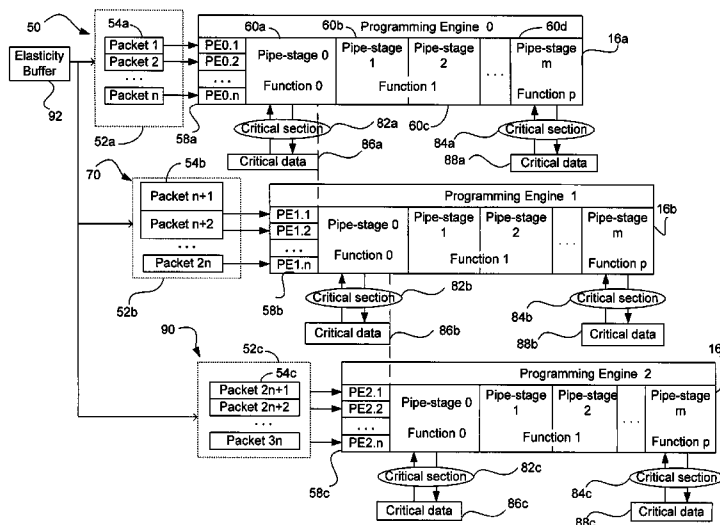 50
54a
Packet 1
Packet 2
...
Packet n
52a
Elasticity
Buffer
92
60a
60b
60d
Programming Engine 0
16a
PE0.1
PE0.2
...
PE0.n
58a
Pipe-stage 0
Function 0
Pipe-stage
1
Pipe-stage
2
Function 1
...
Pipe-stage
m
Function p
60c
Critical section
82a
Critical data
86a
Critical section
84a
Critical data
88a
70
54b
Packet n+1
Packet n+2
...
Packet 2n
52b
Programming Engine 1
16b
PE1.1
PE1.2
...
PE1.n
58b
Pipe-stage 0
Function 0
Pipe-stage
1
Pipe-stage
2
Function 1
...
Pipe-stage
m
Function p
Critical section
82b
Critical data
86b
Critical section
84b
Critical data
88b
90
52c
54c
Packet 2n+1
Packet 2n+2
...
Packet 3n
Programming Engine 2
PE2.1
PE2.2
...
PE2.n
58c
Pipe-stage 0
Function 0
Pipe-stage
1
Pipe-stage
2
Function 1
...
Pipe-stage
m
Function p
Critical section
82c
Critical data
86c
Critical section
84c
Critical data
88c